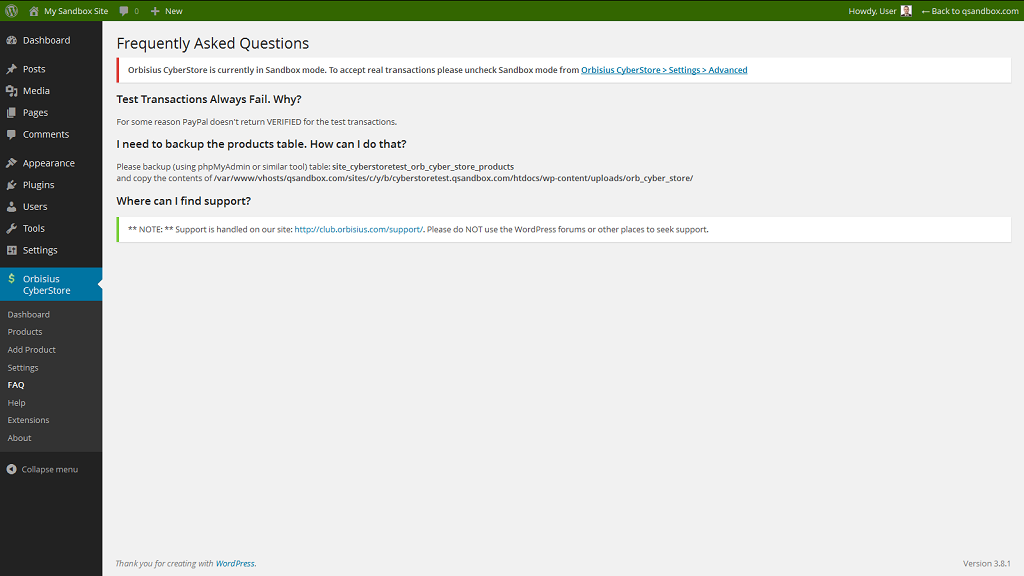 My Sandbox Site 0 New Howdy, User ← Back to qsandbox.com
Dashboard
Posts
Media
Pages
Comments
Appearance
Plugins
Users
Tools
Settings
$ Orbisius
CyberStore
Dashboard
Products
Add Product
Settings
FAQ
Help
Extensions
About
Collapse menu
Frequently Asked Questions
Orbisius CyberStore is currently in Sandbox mode. To accept real transactions please uncheck Sandbox mode from Orbisius CyberStore > Settings > Advanced
Test Transactions Always Fail. Why?
For some reason PayPal doesn't return VERIFIED for the test transactions.
I need to backup the products table. How can I do that?
Please backup (using phpMyAdmin or similar tool) table: site_cyberstoretest_orb_cyber_store_products
and copy the contents of /var/www/vhosts/qsandbox.com/sites/c/y/b/cyberstoretest.qsandbox.com/htdocs/wp-content/uploads/orb_cyber_store/
Where can I find support?
** NOTE: ** Support is handled on our site: http://club.orbisius.com/support/. Please do NOT use the WordPress forums or other places to seek support.
Thank you for creating with WordPress. Version 3.8.1